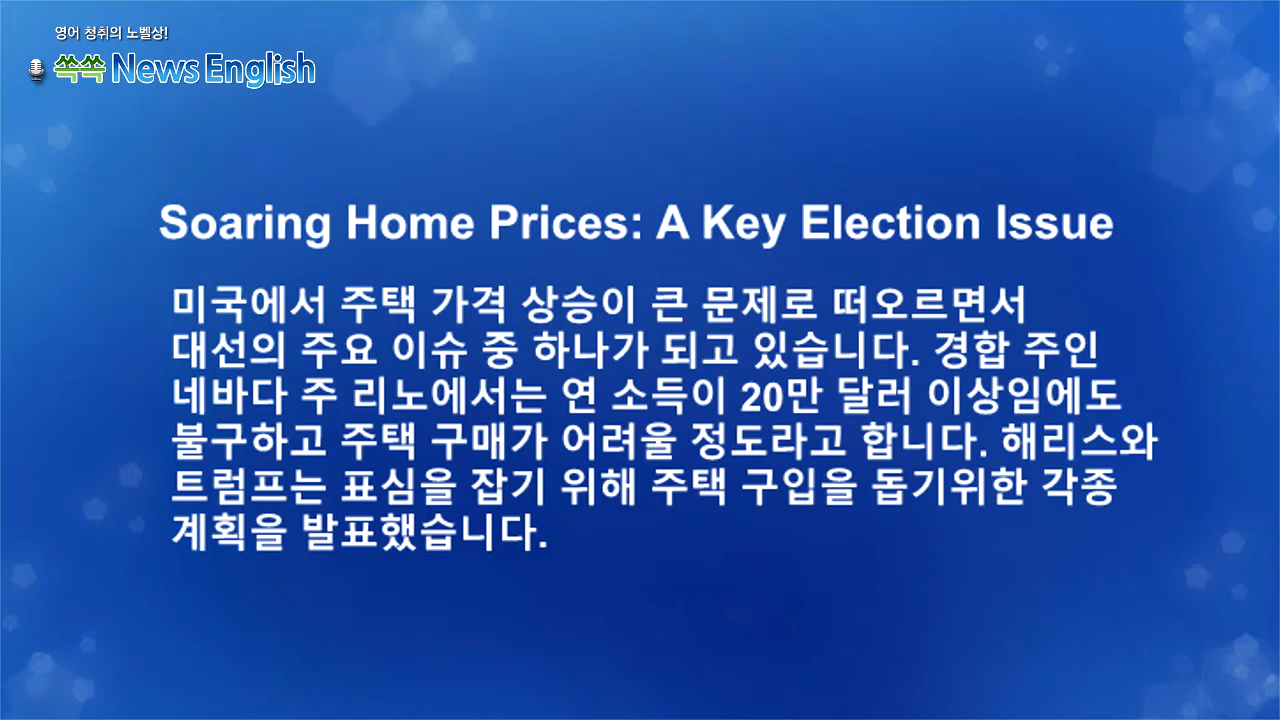 영어 청취의 노벨상!
쏙쏙 News English
Soaring Home Prices: A Key Election Issue
미국에서 주택 가격 상승이 큰 문제로 떠오르면서
대선의 주요 이슈 중 하나가 되고 있습니다. 경합 주인
네바다 주 리노에서는 연 소득이 20만 달러 이상임에도
불구하고 주택 구매가 어려울 정도라고 합니다. 해리스와
트럼프는 표심을 잡기 위해 주택 구입을 돕기위한 각종
계획을 발표했습니다.